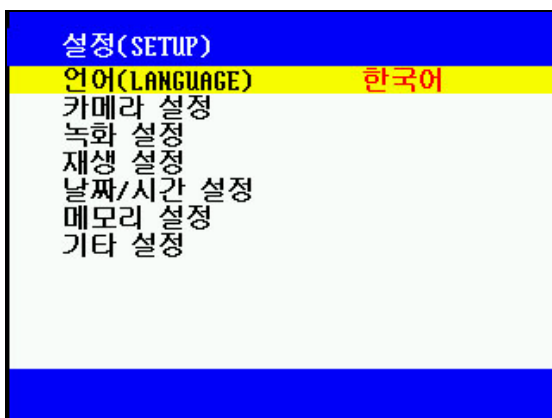 설정(SETUP)
언어(LANGUAGE) 한국어
카메라 설정
녹화 설정
재생 설정
날짜/시간 설정
메모리 설정
기타 설정